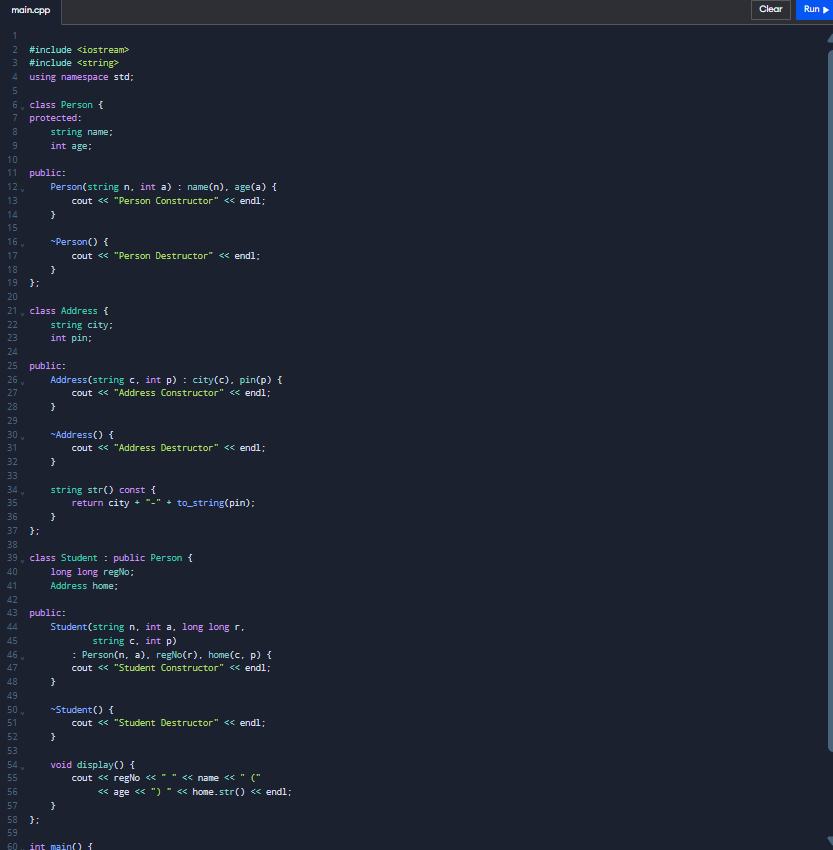 main.cpp
Clear
Run
1
2 #include <iostream>
3 #include <string>
4 using namespace std;
5
6 class Person {
7 protected:
8     string name;
9     int age;
10
11 public:
12     Person(string n, int a) : name(n), age(a) {
13         cout << "Person Constructor" << endl;
14     }
15
16     ~Person() {
17         cout << "Person Destructor" << endl;
18     }
19 };
20
21 class Address {
22     string city;
23     int pin;
24
25 public:
26     Address(string c, int p) : city(c), pin(p) {
27         cout << "Address Constructor" << endl;
28     }
29
30     ~Address() {
31         cout << "Address Destructor" << endl;
32     }
33
34     string str() const {
35         return city + "-" + to_string(pin);
36     }
37 };
38
39 class Student : public Person {
40     long long regNo;
41     Address home;
42
43 public:
44     Student(string n, int a, long long r,
45             string c, int p)
46         : Person(n, a), regNo(r), home(c, p) {
47         cout << "Student Constructor" << endl;
48     }
49
50     ~Student() {
51         cout << "Student Destructor" << endl;
52     }
53
54     void display() {
55         cout << regNo << " " << name << " ("
56              << age << ") " << home.str() << endl;
57     }
58 };
59
60 int main() {